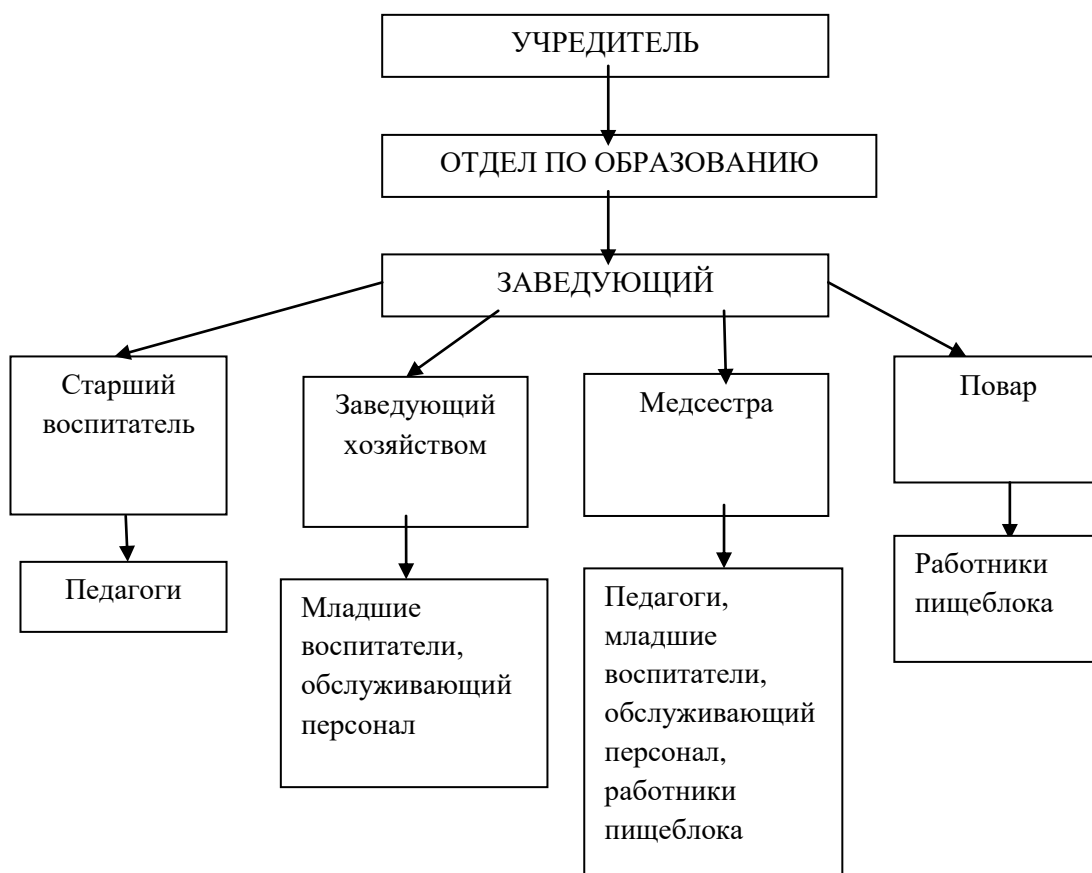 УЧРЕДИТЕЛЬ
ОТДЕЛ ПО ОБРАЗОВАНИЮ
ЗАВЕДУЮЩИЙ
Старший
воспитатель
Заведующий
хозяйством
Медсестра
Повар
Педагоги
Младшие
воспитатели,
обслуживающий
персонал
Педагоги,
младшие
воспитатели,
обслуживающий
персонал,
работники
пищеблока
Работники
пищеблока